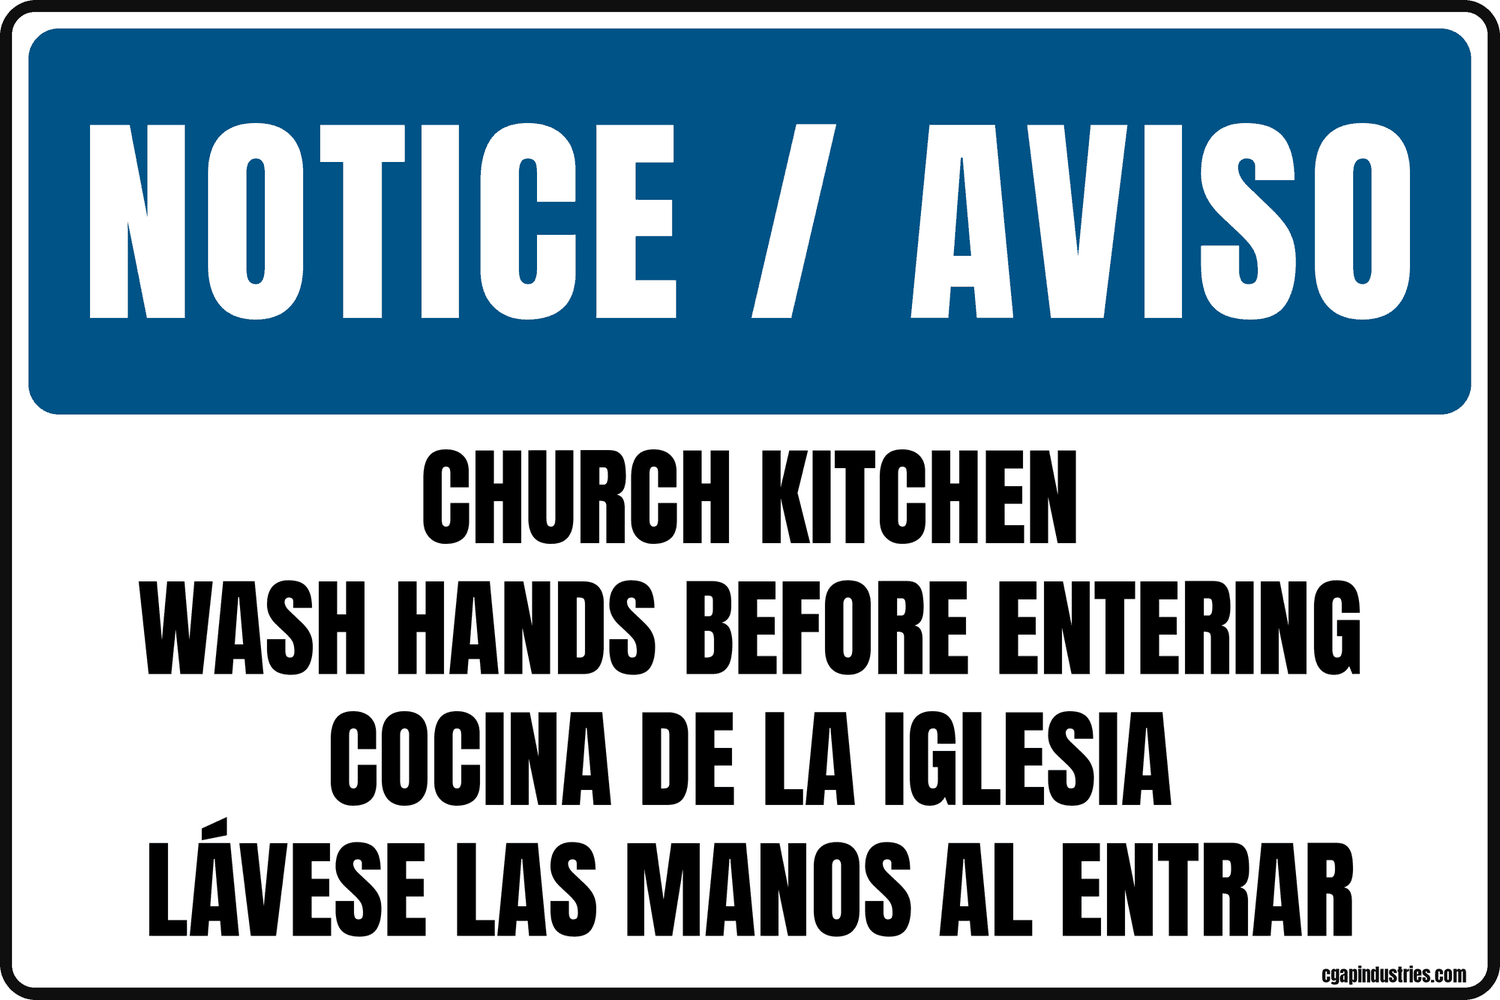 NOTICE / AVISO
CHURCH KITCHEN
WASH HANDS BEFORE ENTERING
COCINA DE LA IGLESIA
LÁVESE LAS MANOS AL ENTRAR
cgapindustries.com